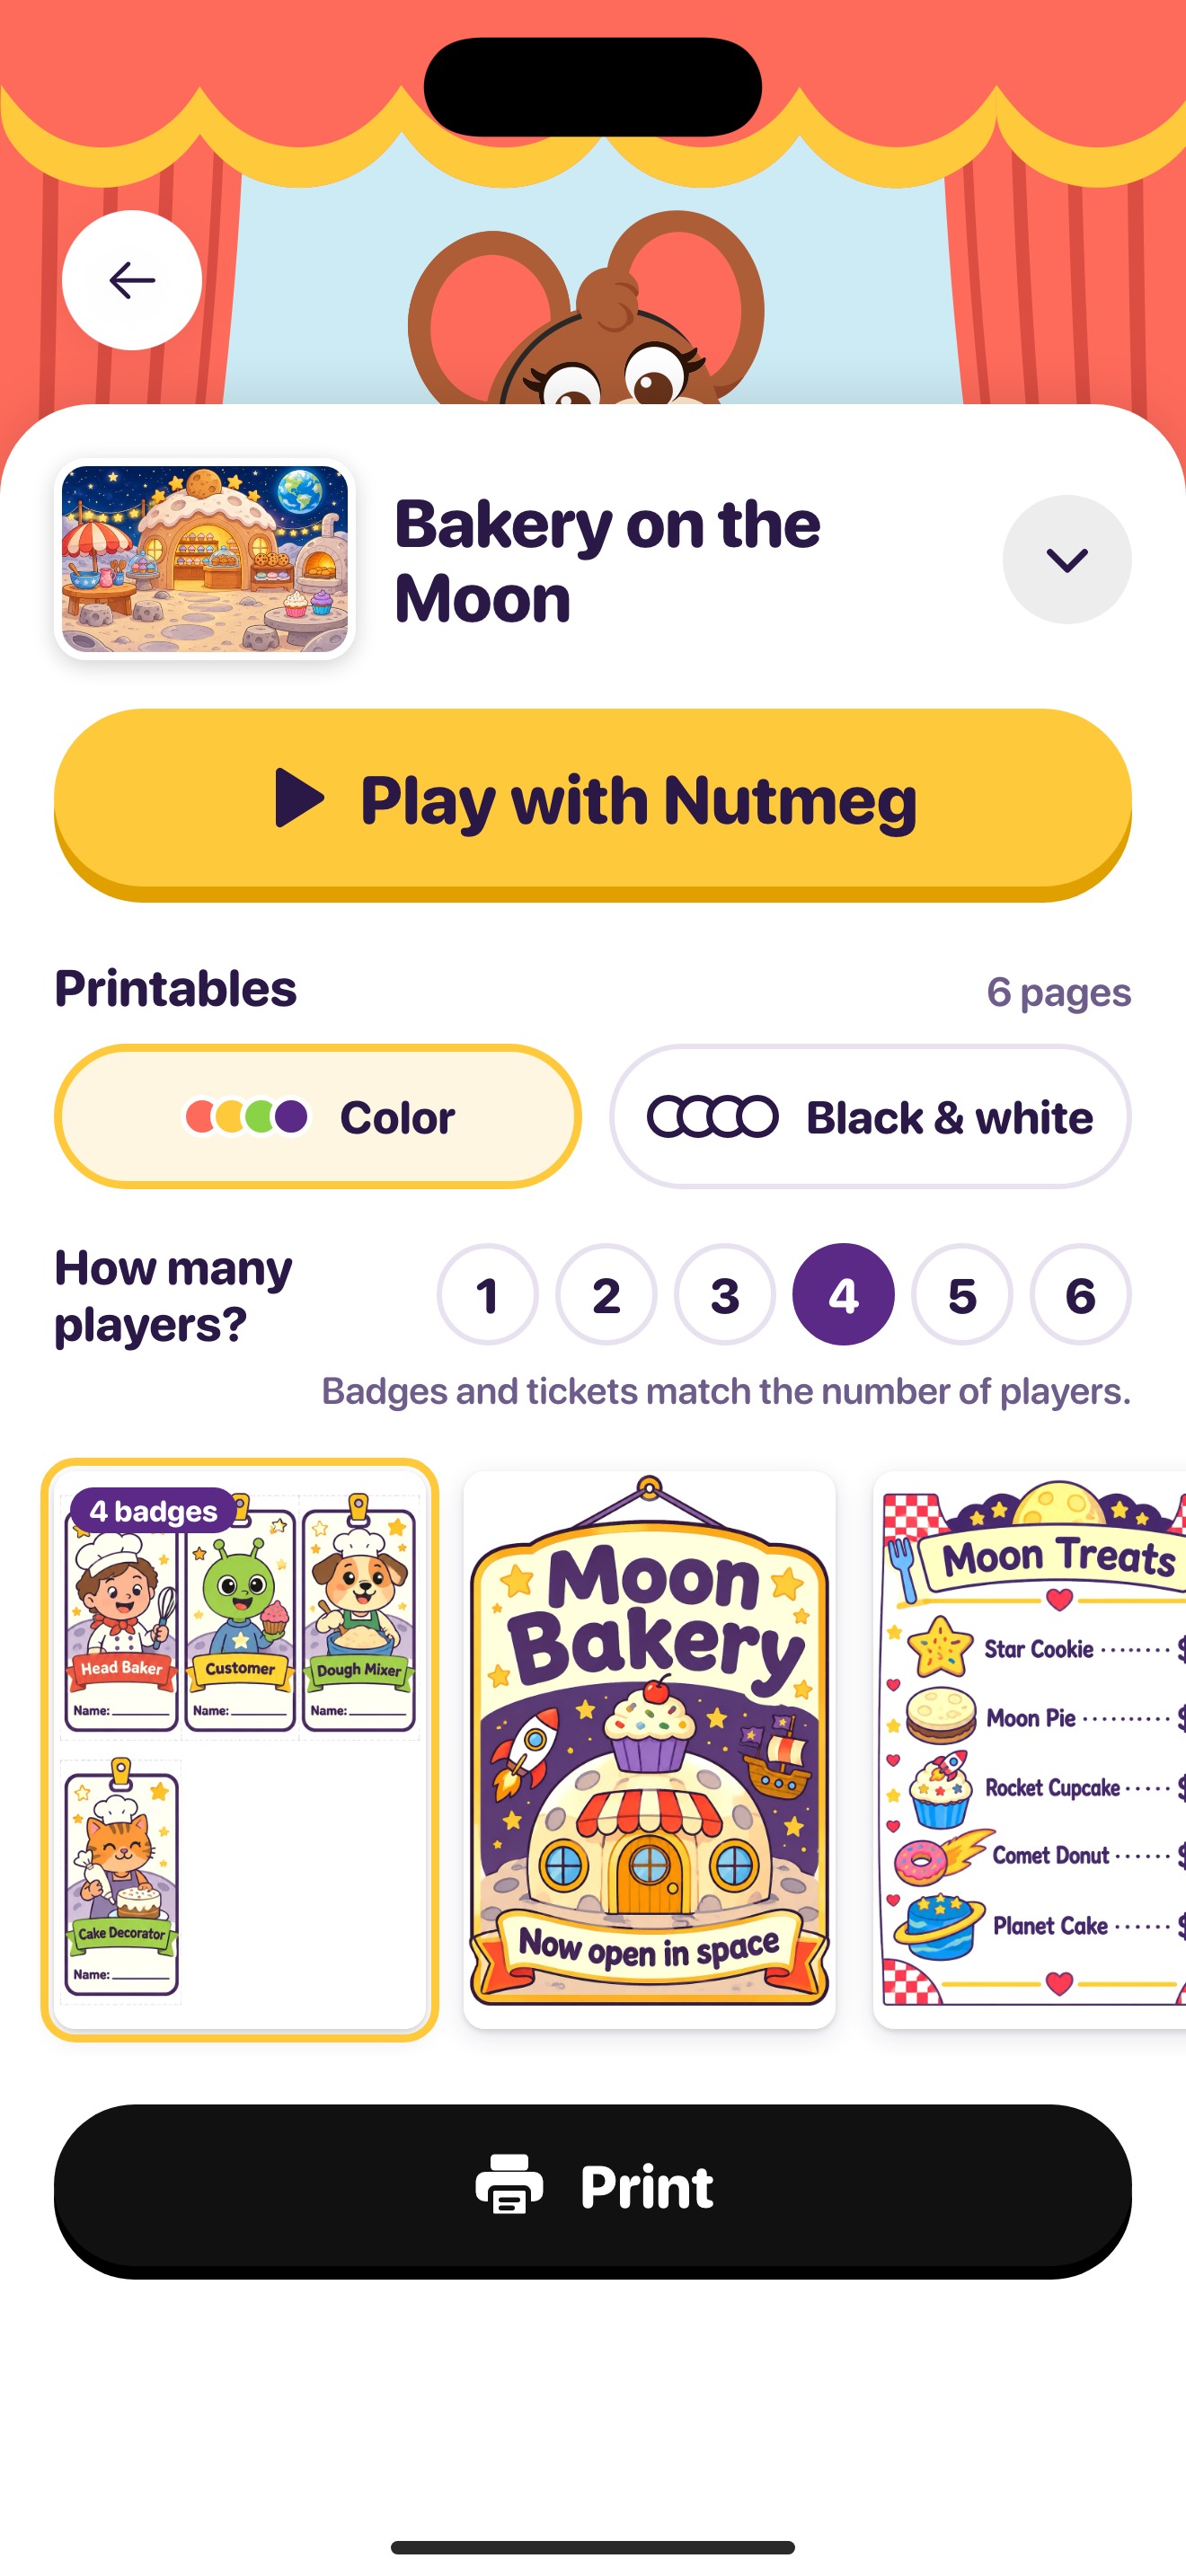 Bakery on the
Moon
Play with Nutmeg
Printables
6 pages
Color
Black & white
How many
players?
1 2 3 4 5 6
Badges and tickets match the number of players.
4 badges
Head Baker
Name:
Customer
Name:
Dough Mixer
Name:
Cake Decorator
Name:
Moon
Bakery
Now open in space
Moon Treats
Star Cookie ········ $
Moon Pie ·········· $
Rocket Cupcake ····· $
Comet Donut ······ $
Planet Cake ······ $
Print